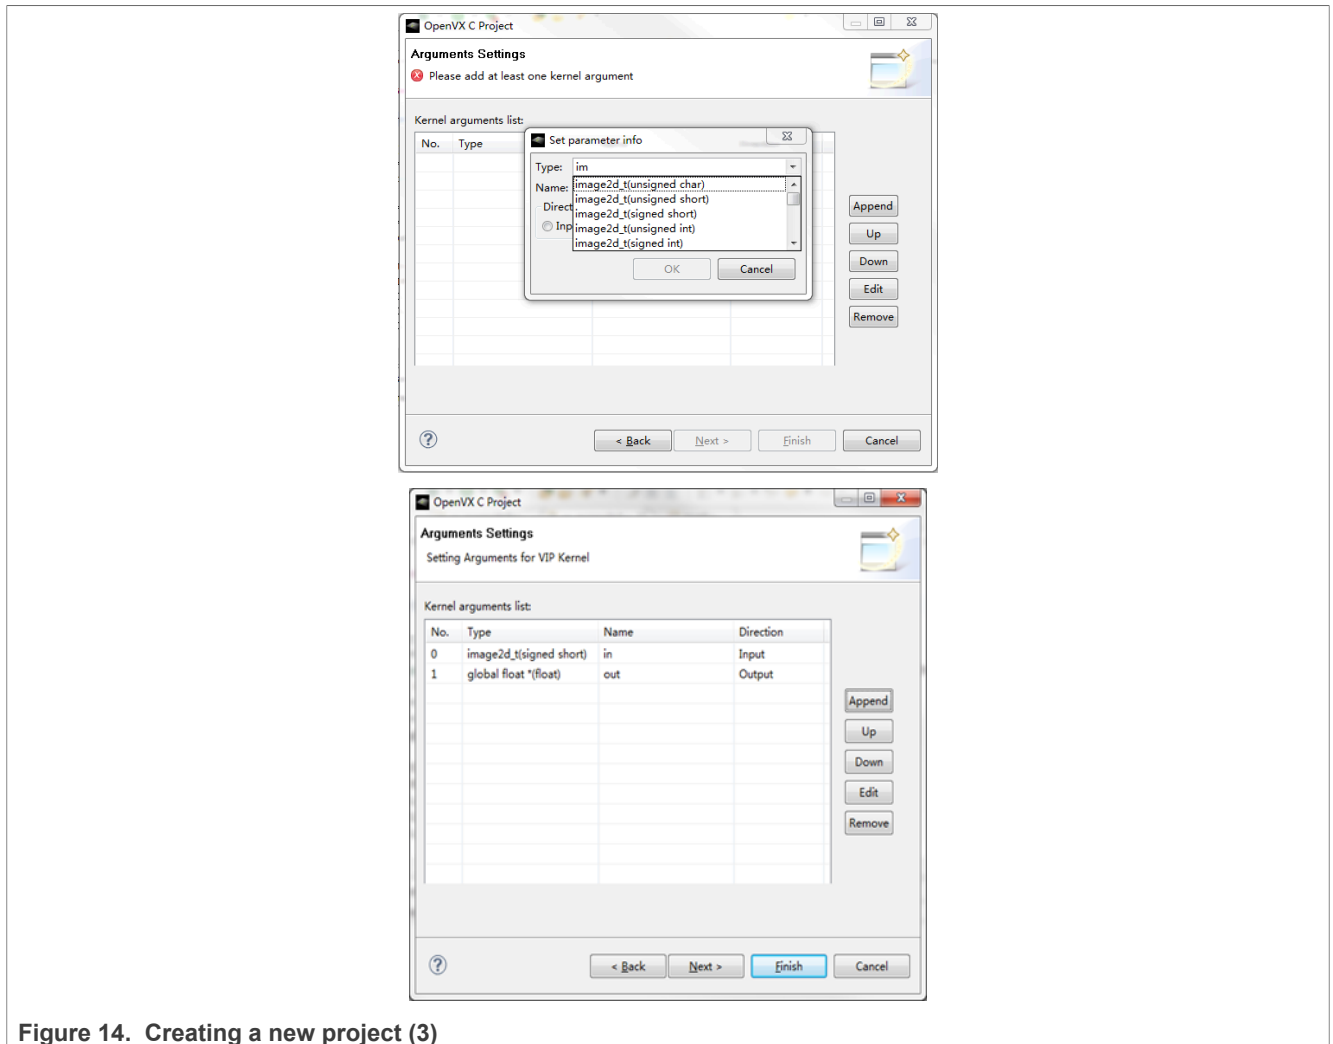 OpenVX C Project
Arguments Settings
Please add at least one kernel argument
Kernel arguments list:
No. Type
Set parameter info
Type: im
Name:
image2d_t(unsigned char)
image2d_t(unsigned short)
Direct
image2d_t(signed short)
Inp
image2d_t(unsigned int)
image2d_t(signed int)
OK Cancel
Append
Up
Down
Edit
Remove
< Back Next > Finish Cancel
OpenVX C Project
Arguments Settings
Setting Arguments for VIP Kernel
Kernel arguments list:
No. Type Name Direction
0 image2d_t(signed short) in Input
1 global float *(float) out Output
Append
Up
Down
Edit
Remove
< Back Next > Finish Cancel
Figure 14. Creating a new project (3)